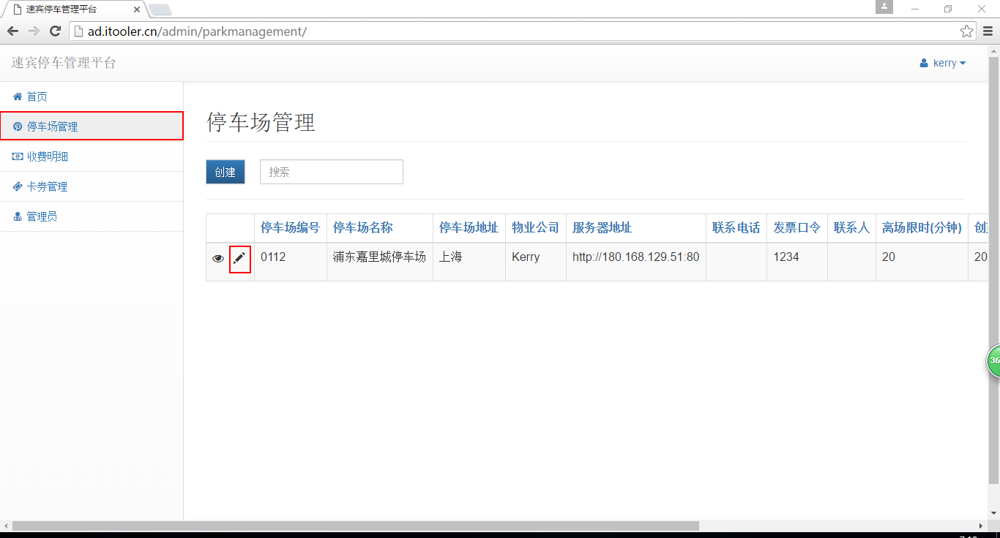 速宾停车管理平台
ad.itooler.cn/admin/parkmanagement/
速宾停车管理平台
kerry
首页
停车场管理
收费明细
卡券管理
管理员
停车场管理
创建
搜索
停车场编号 停车场名称 停车场地址 物业公司 服务器地址 联系电话 发票口令 联系人 离场限时(分钟) 创
0112 浦东嘉里城停车场 上海 Kerry http://180.168.129.51:80 1234 20 20
36